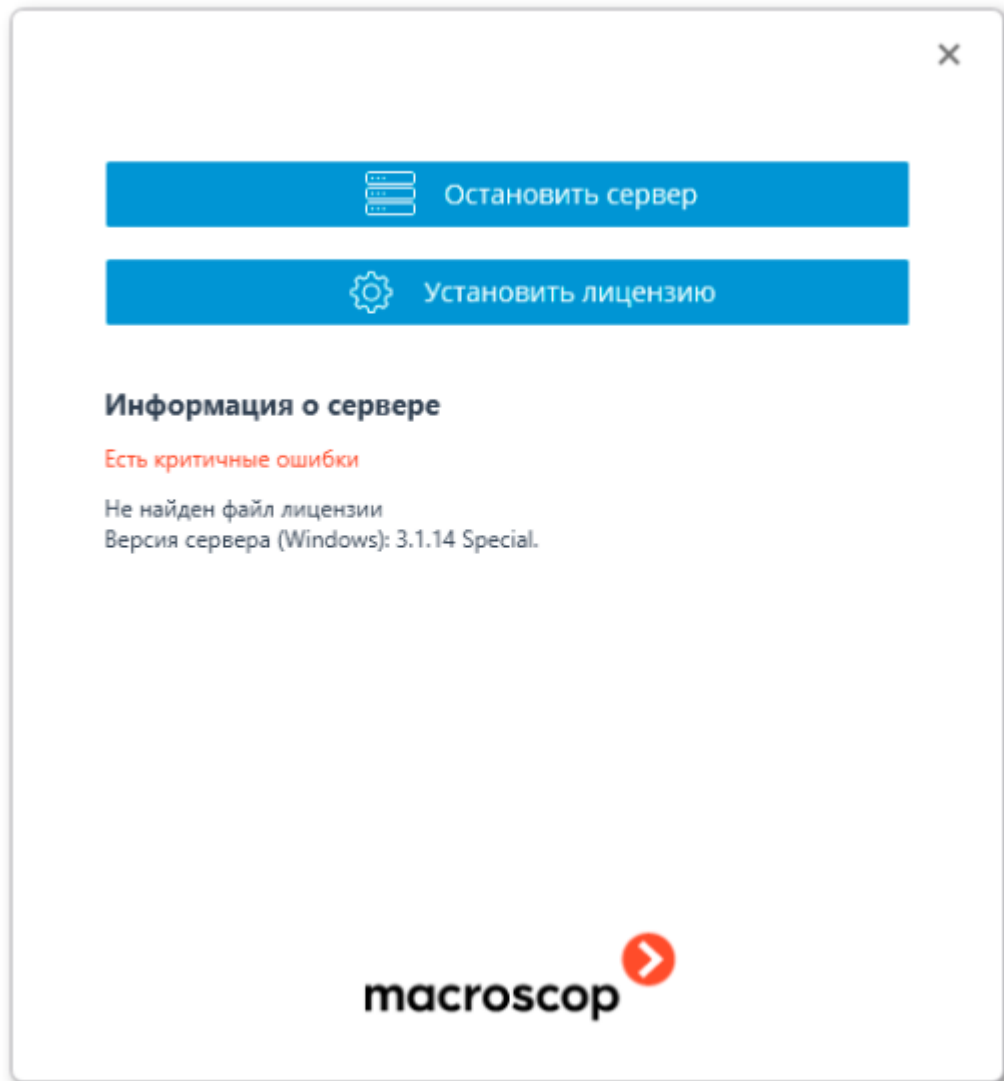 Остановить сервер
Установить лицензию
Информация о сервере
Есть критичные ошибки
Не найден файл лицензии
Версия сервера (Windows): 3.1.14 Special.
macroscop